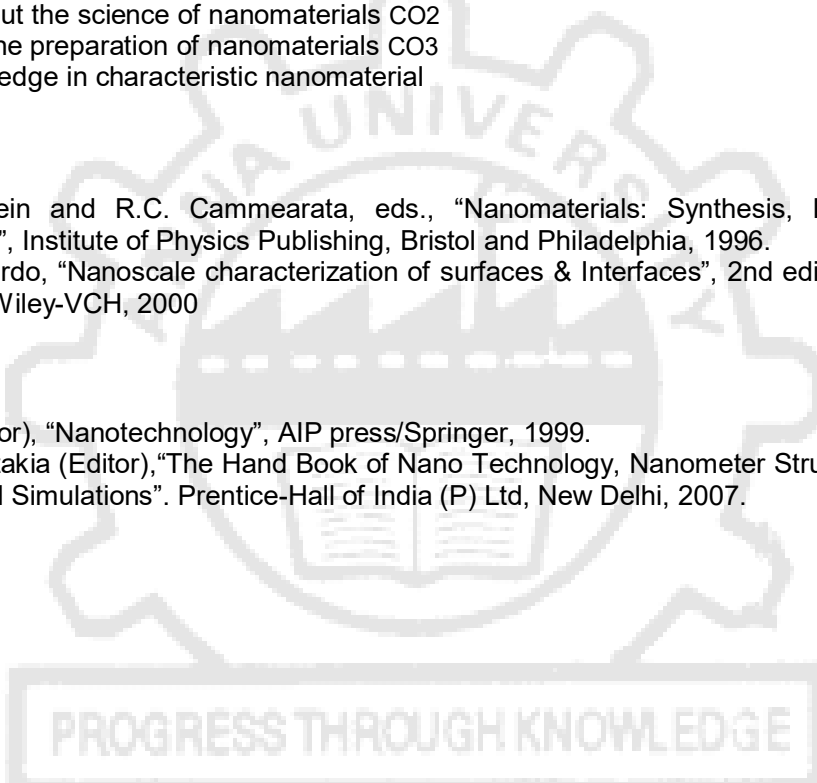 ut the science of nanomaterials CO2
he preparation of nanomaterials CO3
edge in characteristic nanomaterial
ein and R.C. Cammearata, eds., “Nanomaterials: Synthesis,
”, Institute of Physics Publishing, Bristol and Philadelphia, 1996.
rdo, “Nanoscale characterization of surfaces & Interfaces”, 2nd edi
Wiley-VCH, 2000
or), “Nanotechnology”, AIP press/Springer, 1999.
akia (Editor),“The Hand Book of Nano Technology, Nanometer Stru
d Simulations”. Prentice-Hall of India (P) Ltd, New Delhi, 2007.
ANNA UNIVERSITY
PROGRESS THROUGH KNOWLEDGE